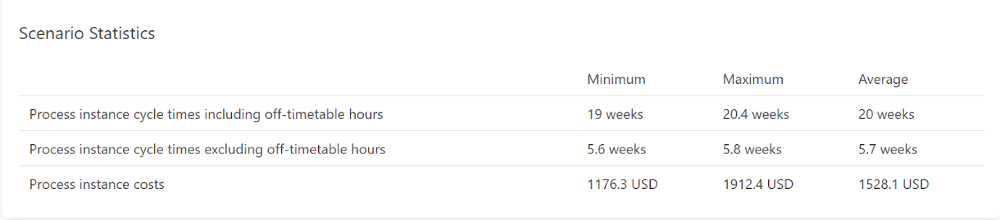 Scenario Statistics
Minimum Maximum Average
Process instance cycle times including off-timetable hours 19 weeks 20.4 weeks 20 weeks
Process instance cycle times excluding off-timetable hours 5.6 weeks 5.8 weeks 5.7 weeks
Process instance costs 1176.3 USD 1912.4 USD 1528.1 USD